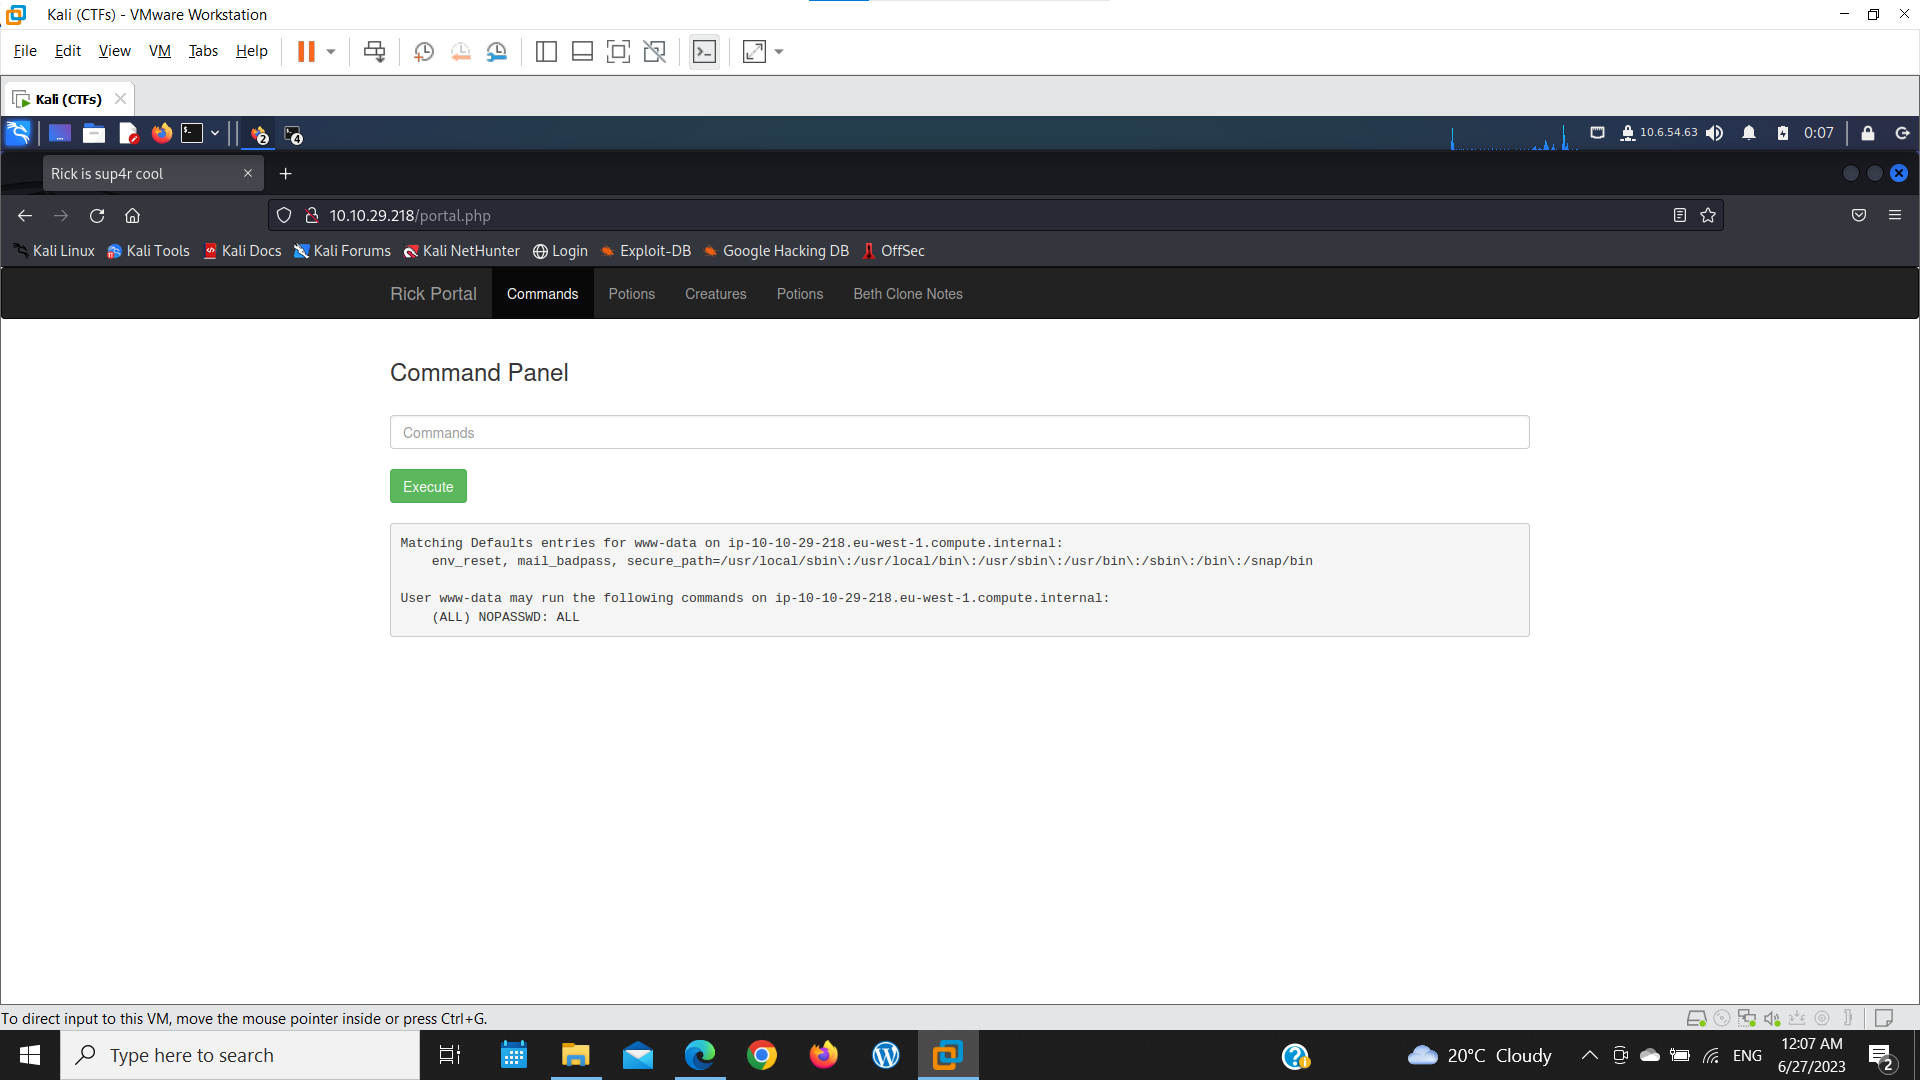 Kali (CTFs) - VMware Workstation
File Edit View VM Tabs Help
Kali (CTFs)
2 4 10.6.54.63 0:07
Rick is sup4r cool
10.10.29.218/portal.php
Kali Linux Kali Tools Kali Docs Kali Forums Kali NetHunter Login Exploit-DB Google Hacking DB OffSec
Rick Portal Commands Potions Creatures Potions Beth Clone Notes
Command Panel
Commands
Execute
Matching Defaults entries for www-data on ip-10-10-29-218.eu-west-1.compute.internal:
env_reset, mail_badpass, secure_path=/usr/local/sbin\:/usr/local/bin\:/usr/sbin\:/usr/bin\:/sbin\:/bin\:/snap/bin
User www-data may run the following commands on ip-10-10-29-218.eu-west-1.compute.internal:
(ALL) NOPASSWD: ALL
To direct input to this VM, move the mouse pointer inside or press Ctrl+G.
Type here to search 20°C Cloudy ENG 12:07 AM
6/27/2023 2